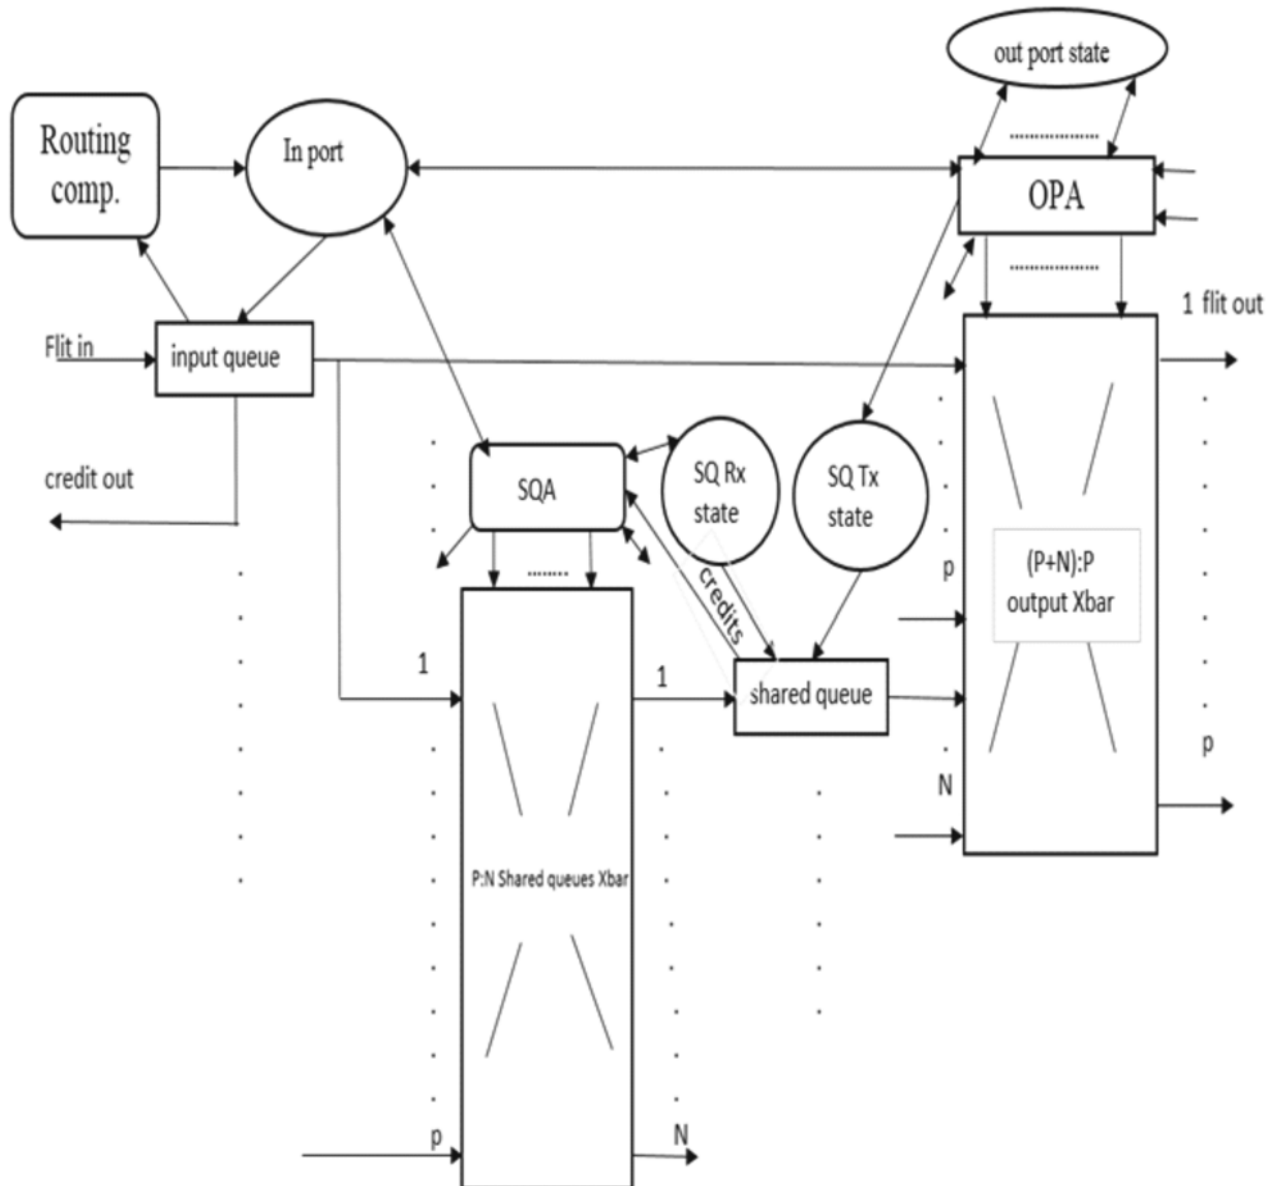 out port state
Routing
comp.
In port
OPA
1 flit out
Flit in
input queue
credit out
SQA
SQ Rx
state
SQ Tx
state
credits
p
(P+N):P
output Xbar
1
1
shared queue
p
N
P:N Shared queues Xbar
p
N